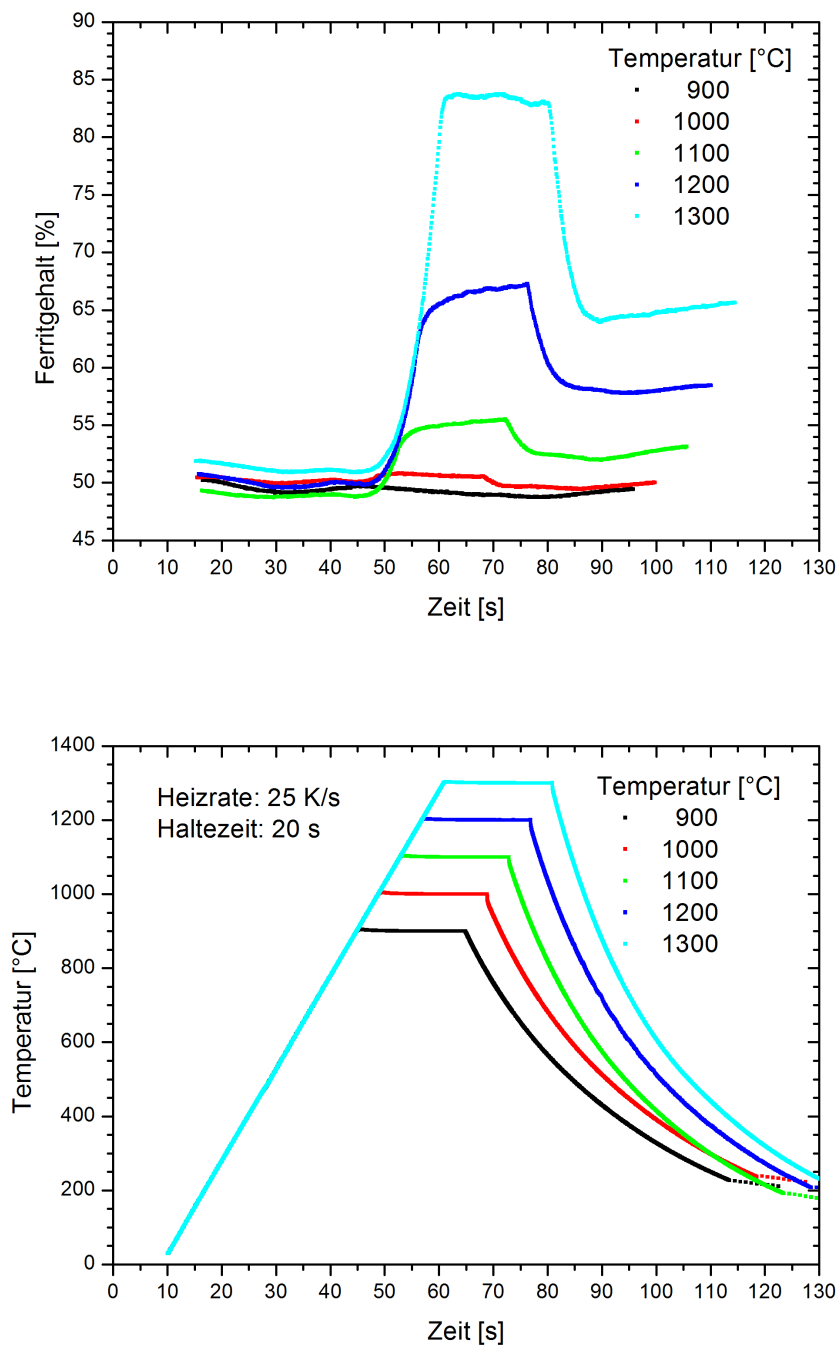 90
85
80
75
70
65
60
55
50
45
Ferritgehalt [%]
Temperatur [°C]
900
1000
1100
1200
1300
0 10 20 30 40 50 60 70 80 90 100 110 120 130
Zeit [s]
1400
1200
1000
800
600
400
200
0
Temperatur [°C]
Heizrate: 25 K/s
Haltezeit: 20 s
Temperatur [°C]
900
1000
1100
1200
1300
0 10 20 30 40 50 60 70 80 90 100 110 120 130
Zeit [s]